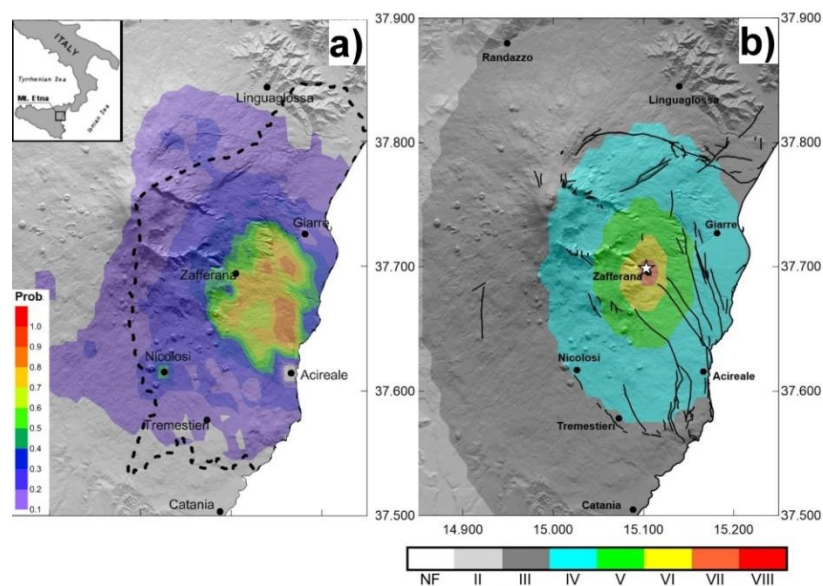 ITALY
Tyrrhenian Sea
Mt. Etna
Ionian Sea
a)
Linguaglossa
Giarre
Zafferana
Nicolosi
Acireale
Tremestieri
Catania
Prob.
1.0
0.9
0.8
0.7
0.6
0.5
0.4
0.3
0.2
0.1
37.900
37.800
37.700
37.600
37.500
b)
Randazzo
Linguaglossa
Giarre
Zafferana
Nicolosi
Acireale
Tremestieri
Catania
37.900
37.800
37.700
37.600
37.500
14.900
15.000
15.100
15.200
NF
II
III
IV
V
VI
VII
VIII